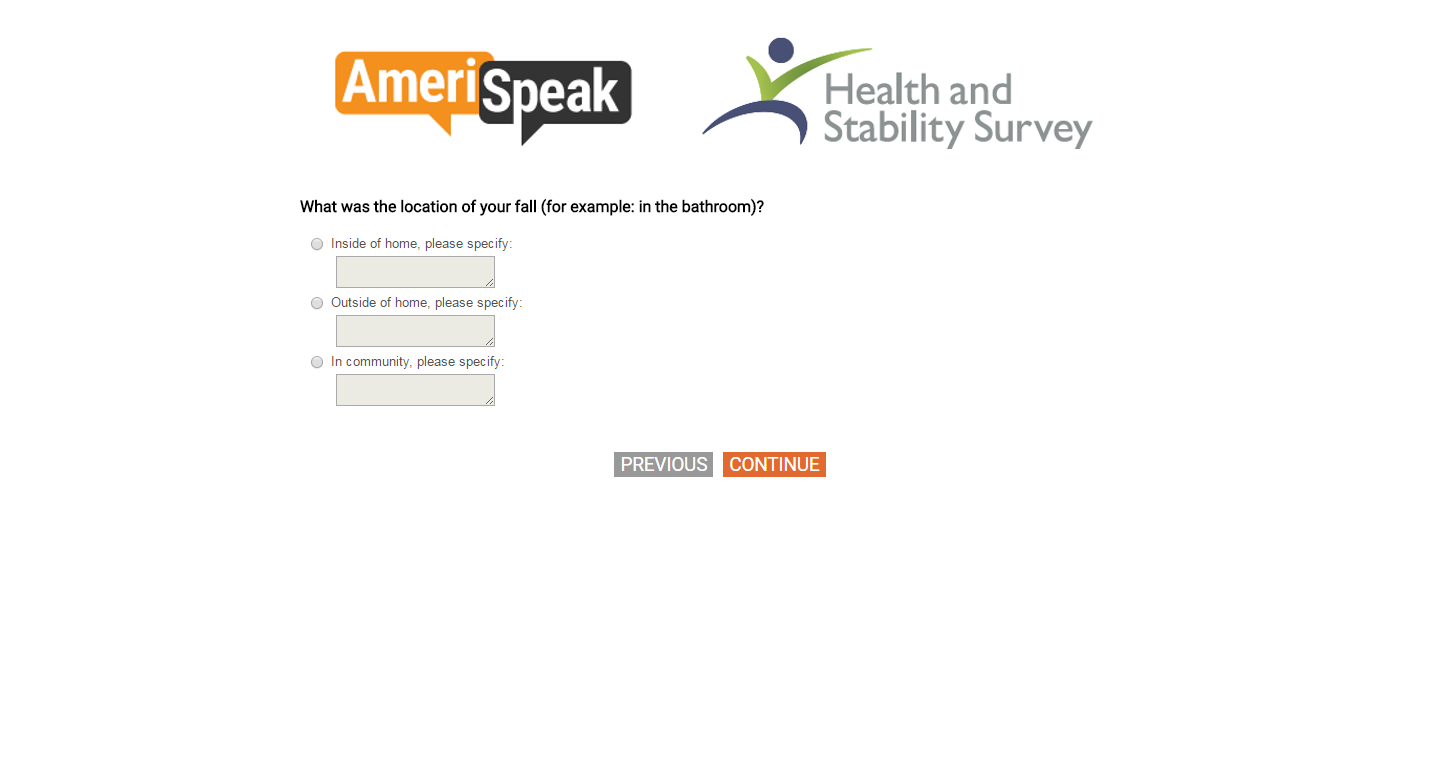 AmeriSpeak
Health and
Stability Survey
What was the location of your fall (for example: in the bathroom)?
Inside of home, please specify:
Outside of home, please specify:
In community, please specify:
PREVIOUS CONTINUE